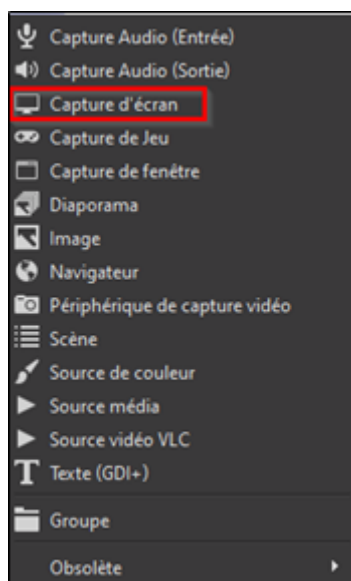 Capture Audio (Entrée)
Capture Audio (Sortie)
Capture d'écran
Capture de Jeu
Capture de fenêtre
Diaporama
Image
Navigateur
Périphérique de capture vidéo
Scène
Source de couleur
Source média
Source vidéo VLC
Texte (GDI+)
Groupe
Obsolète